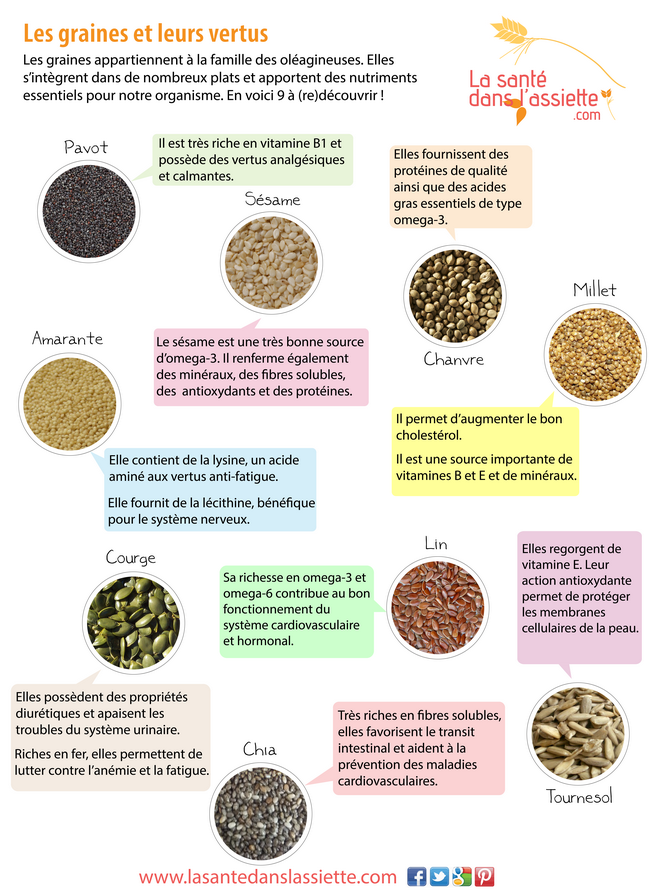 Les graines et leurs vertus
Les graines appartiennent à la famille des oléagineuses. Elles
s'intègrent dans de nombreux plats et apportent des nutriments
essentiels pour notre organisme. En voici 9 à (re)découvrir !
La santé
dans l'assiette
.com
Pavot
Il est très riche en vitamine B1 et
possède des vertus analgésiques
et calmantes.
Sésame
Le sésame est une très bonne source
d'omega-3. Il renferme également
des minéraux, des fibres solubles,
des antioxydants et des protéines.
Elles fournissent des
protéines de qualité
ainsi que des acides
gras essentiels de type
omega-3.
Chanvre
Millet
Il permet d'augmenter le bon
cholestérol.
Il est une source importante de
vitamines B et E et de minéraux.
Amarante
Elle contient de la lysine, un acide
aminé aux vertus anti-fatigue.
Elle fournit de la lécithine, bénéfique
pour le système nerveux.
Courge
Elles possèdent des propriétés
diurétiques et apaisent les
troubles du système urinaire.
Riches en fer, elles permettent de
lutter contre l'anémie et la fatigue.
Lin
Sa richesse en omega-3 et
omega-6 contribue au bon
fonctionnement du
système cardiovasculaire
et hormonal.
Elles regorgent de
vitamine E. Leur
action antioxydante
permet de protéger
les membranes
cellulaires de la peau.
Tournesol
Chia
Très riches en fibres solubles,
elles favorisent le transit
intestinal et aident à la
prévention des maladies
cardiovasculaires.
www.lasantedanslassiette.com